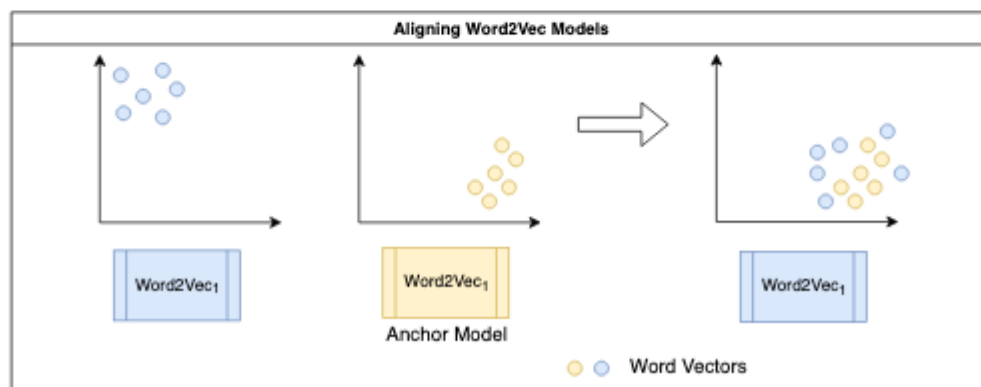 Aligning Word2Vec Models
Word2Vec₁
Word2Vec₁
Word2Vec₁
Anchor Model
Word Vectors